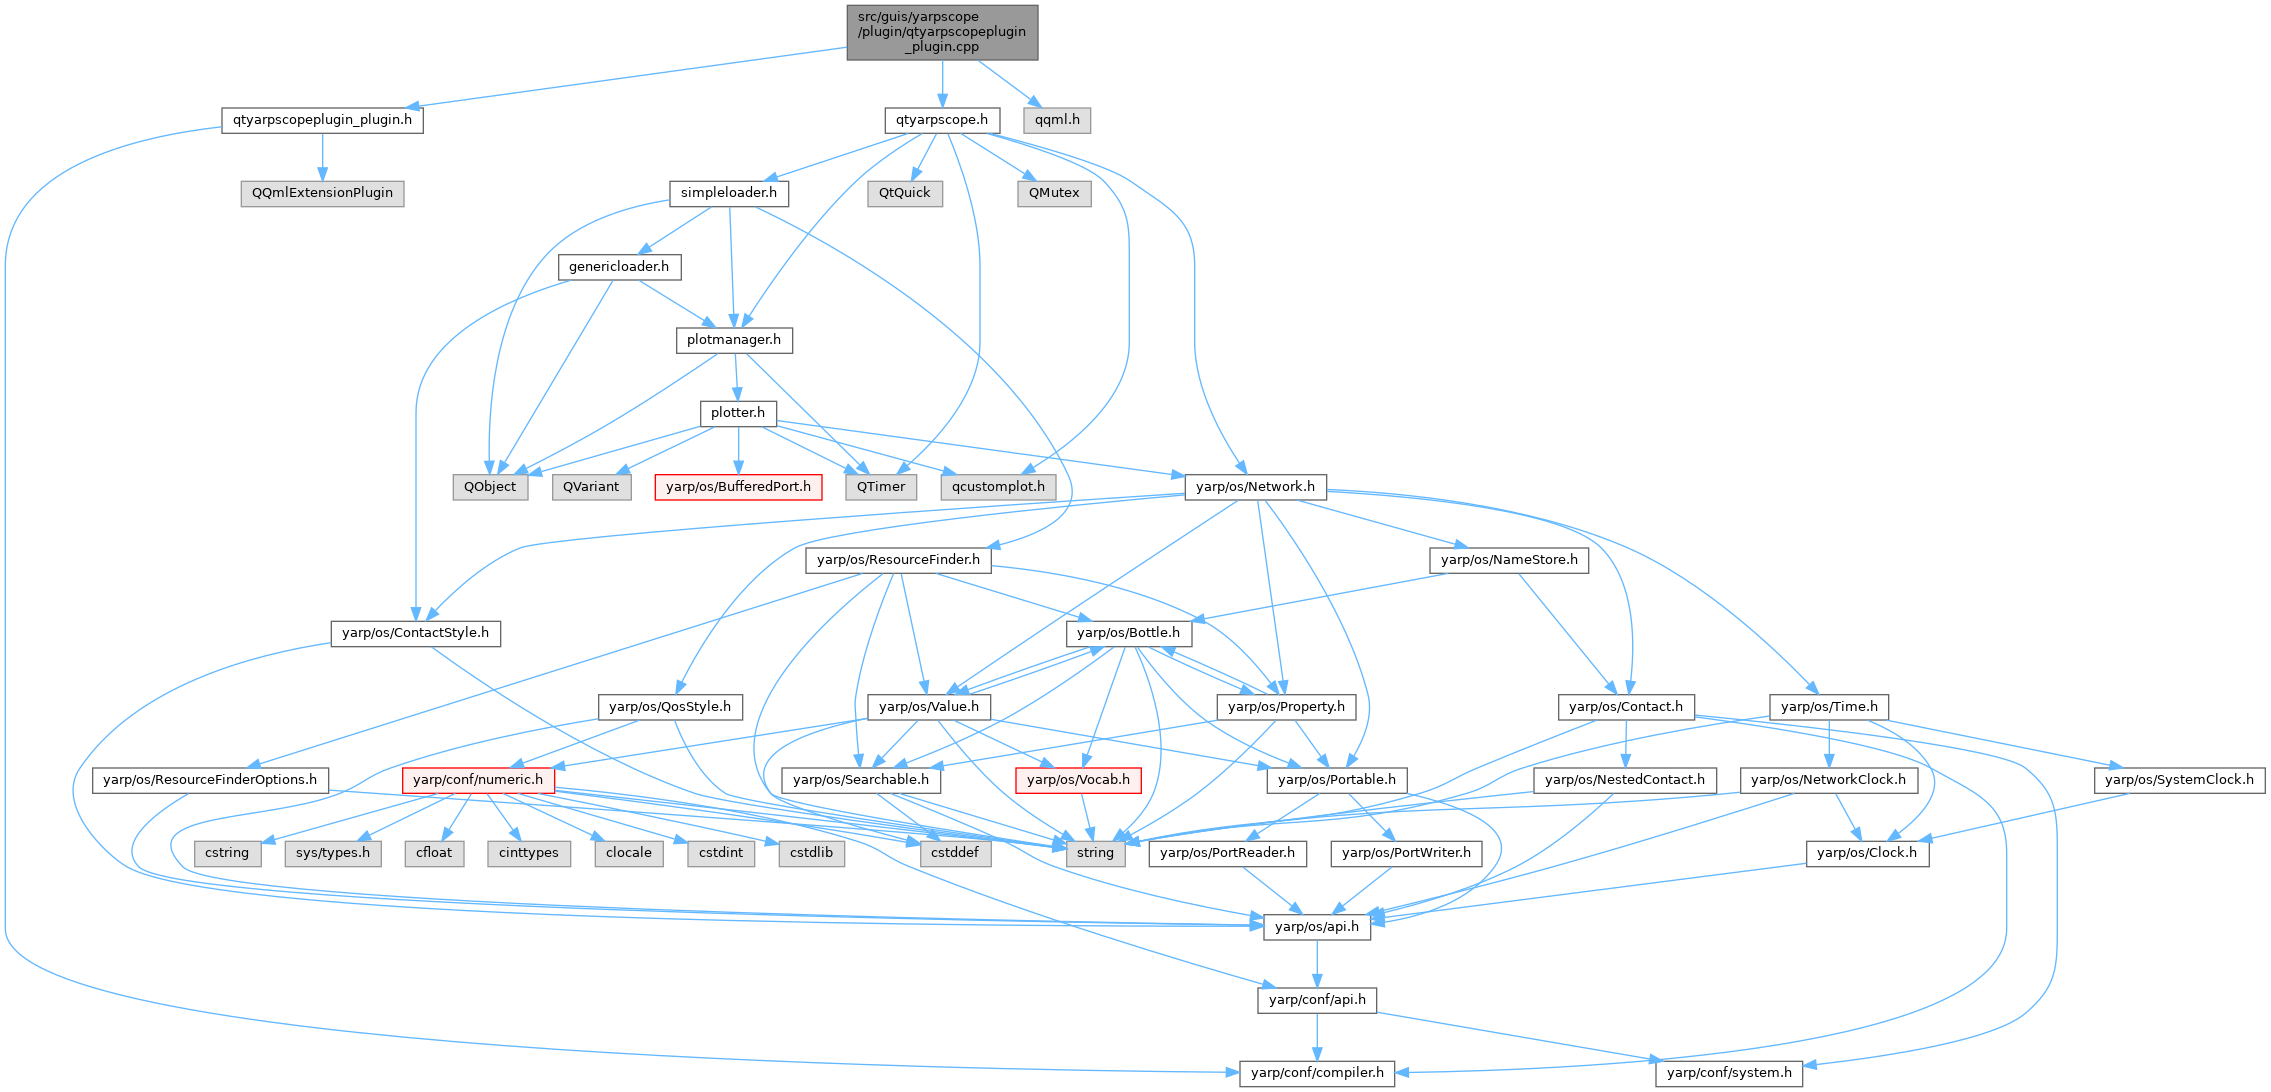 src/guis/yarpscope
/plugin/qtyarpscopeplugin
_plugin.cpp
qtyarpscopeplugin_plugin.h
qtyarpscope.h
qqml.h
QQmlExtensionPlugin
simpleloader.h
QtQuick
QMutex
genericloader.h
plotmanager.h
plotter.h
QObject
QVariant
yarp/os/BufferedPort.h
QTimer
qcustomplot.h
yarp/os/Network.h
yarp/os/ResourceFinder.h
yarp/os/NameStore.h
yarp/os/ContactStyle.h
yarp/os/Bottle.h
yarp/os/QosStyle.h
yarp/os/Value.h
yarp/os/Property.h
yarp/os/Contact.h
yarp/os/Time.h
yarp/os/ResourceFinderOptions.h
yarp/conf/numeric.h
yarp/os/Searchable.h
yarp/os/Vocab.h
yarp/os/Portable.h
yarp/os/NestedContact.h
yarp/os/NetworkClock.h
yarp/os/SystemClock.h
cstring
sys/types.h
cfloat
cinttypes
clocale
cstdint
cstdlib
cstddef
string
yarp/os/PortReader.h
yarp/os/PortWriter.h
yarp/os/Clock.h
yarp/os/api.h
yarp/conf/api.h
yarp/conf/compiler.h
yarp/conf/system.h